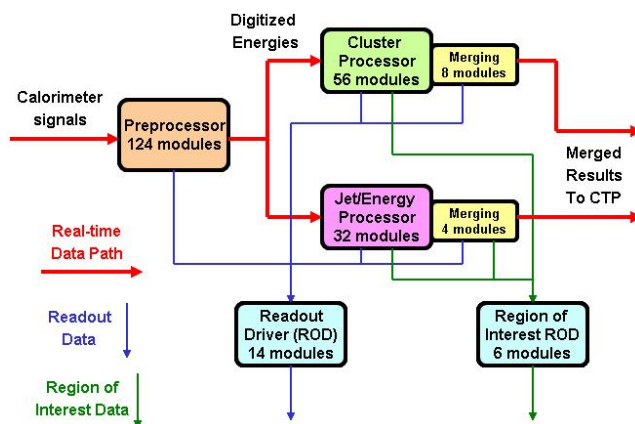 Digitized
Energies
Calorimeter
signals
Preprocessor
124 modules
Cluster
Processor
56 modules
Merging
8 modules
Jet/Energy
Processor
32 modules
Merging
4 modules
Merged
Results
To CTP
Real-time
Data Path
Readout
Data
Region of
Interest Data
Readout
Driver (ROD)
14 modules
Region of
Interest ROD
6 modules